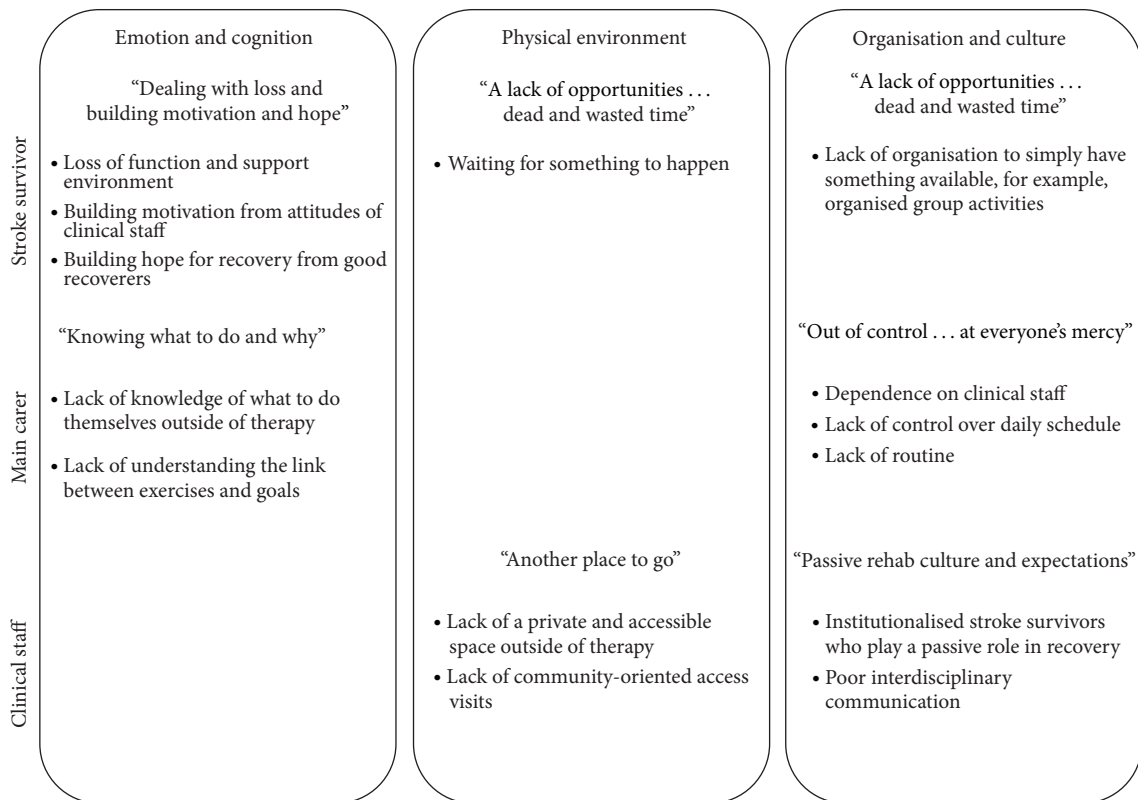 Emotion and cognition
Physical environment
Organisation and culture
Stroke survivor
“Dealing with loss and
building motivation and hope”
• Loss of function and support
environment
• Building motivation from attitudes of
clinical staff
• Building hope for recovery from good
recoverers
“A lack of opportunities . . .
dead and wasted time”
• Waiting for something to happen
“A lack of opportunities . . .
dead and wasted time”
• Lack of organisation to simply have
something available, for example,
organised group activities
Main carer
“Knowing what to do and why”
• Lack of knowledge of what to do
themselves outside of therapy
• Lack of understanding the link
between exercises and goals
“Out of control . . . at everyone’s mercy”
• Dependence on clinical staff
• Lack of control over daily schedule
• Lack of routine
Clinical staff
“Another place to go”
• Lack of a private and accessible
space outside of therapy
• Lack of community-oriented access
visits
“Passive rehab culture and expectations”
• Institutionalised stroke survivors
who play a passive role in recovery
• Poor interdisciplinary
communication